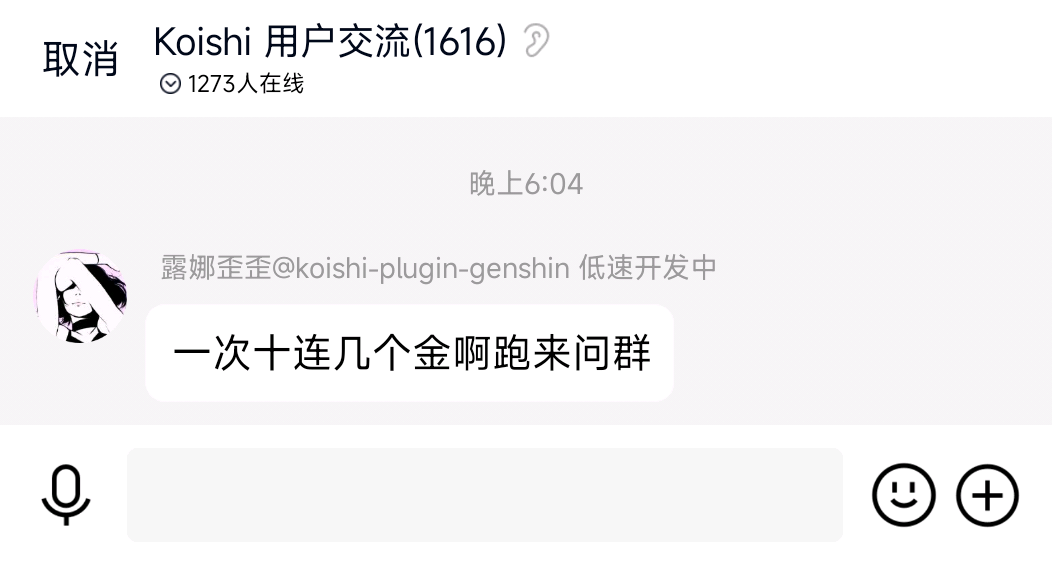 取消
Koishi 用户交流(1616)
1273人在线
晚上6:04
露娜歪歪@koishi-plugin-genshin 低速开发中
一次十连几个金啊跑来问群